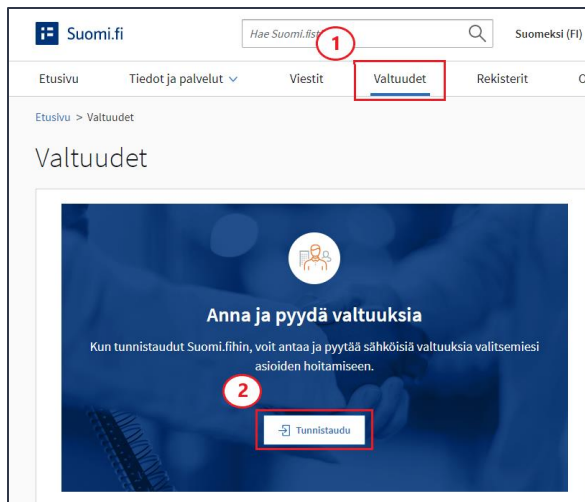 Suomi.fi
Hae Suomi.fist
1
Suomeksi (FI)
Etusivu Tiedot ja palvelut Viestit Valtuudet Rekisterit
Etusivu > Valtuudet
Valtuudet
Anna ja pyydä valtuuksia
Kun tunnistaudut Suomi.fihin, voit antaa ja pyytää sähköisiä valtuuksia valitsemiesi
asioiden hoitamiseen.
2
Tunnistaudu